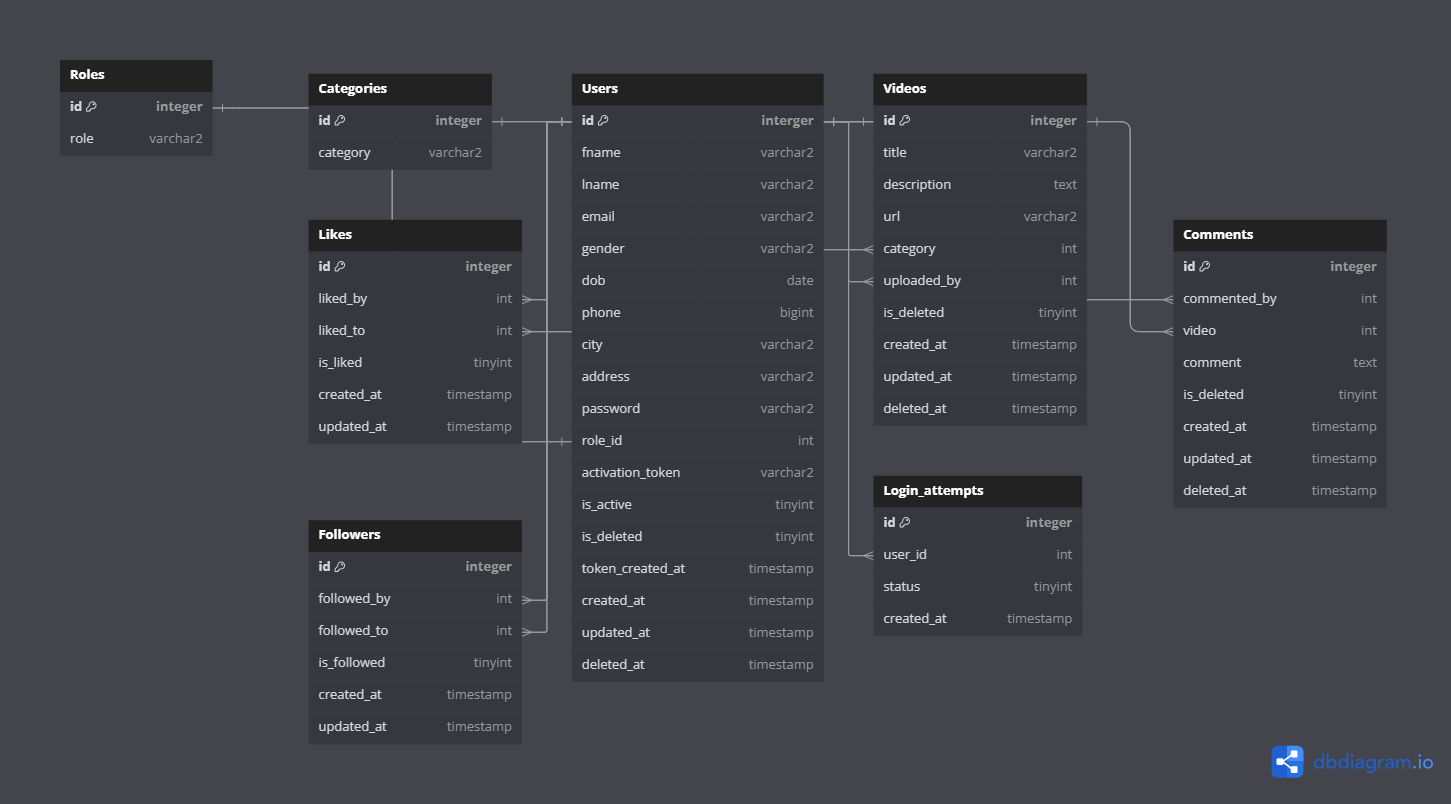 Roles
id integer
role varchar2
Categories
id integer
category varchar2
Likes
id integer
liked_by int
liked_to int
is_liked tinyint
created_at timestamp
updated_at timestamp
Followers
id integer
followed_by int
followed_to int
is_followed tinyint
created_at timestamp
updated_at timestamp
Users
id interger
fname varchar2
lname varchar2
email varchar2
gender varchar2
dob date
phone bigint
city varchar2
address varchar2
password varchar2
role_id int
activation_token varchar2
is_active tinyint
is_deleted tinyint
token_created_at timestamp
created_at timestamp
updated_at timestamp
deleted_at timestamp
Videos
id integer
title varchar2
description text
url varchar2
category int
uploaded_by int
is_deleted tinyint
created_at timestamp
updated_at timestamp
deleted_at timestamp
Login_attempts
id integer
user_id int
status tinyint
created_at timestamp
Comments
id integer
commented_by int
video int
comment text
is_deleted tinyint
created_at timestamp
updated_at timestamp
deleted_at timestamp
dbdiagram.io